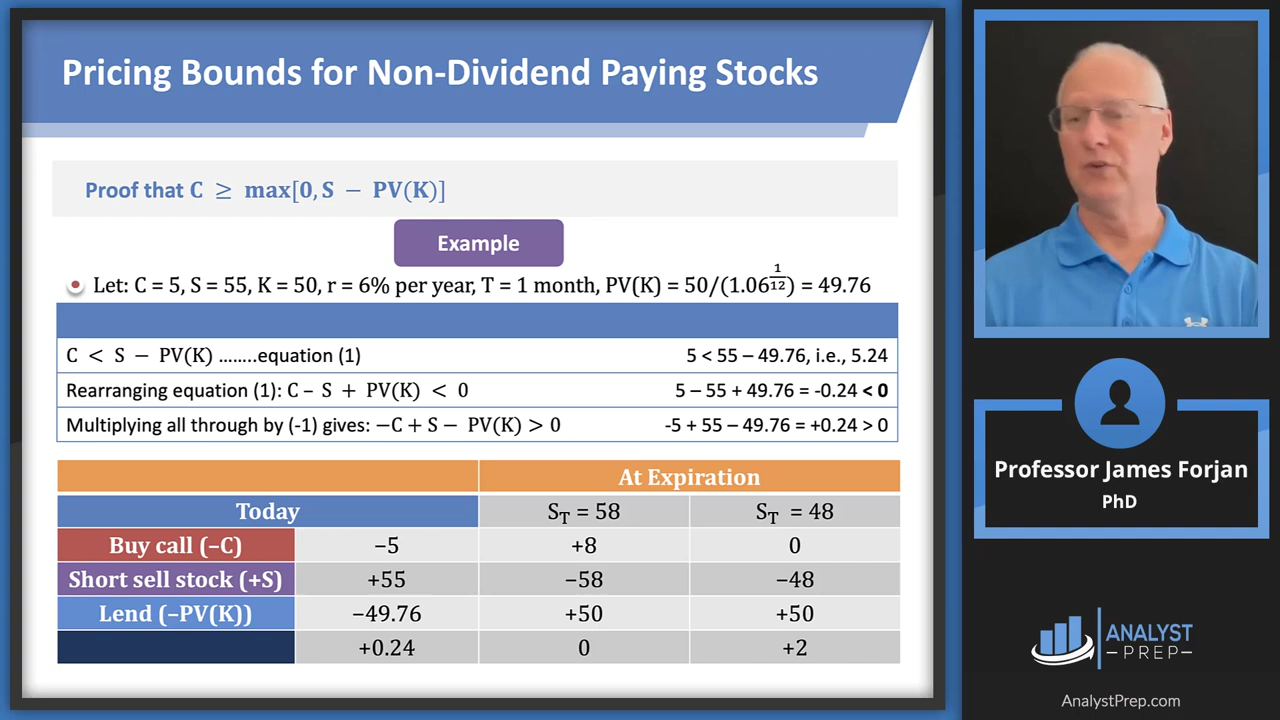 Pricing Bounds for Non-Dividend Paying Stocks
Proof that C ≥ max[0, S − PV(K)]
Example
• Let: C = 5, S = 55, K = 50, r = 6% per year, T = 1 month, PV(K) = 50/(1.06^(1/12)) = 49.76
C < S − PV(K) ........equation (1) 5 < 55 – 49.76, i.e., 5.24
Rearranging equation (1): C – S + PV(K) < 0 5 – 55 + 49.76 = -0.24 < 0
Multiplying all through by (-1) gives: −C + S − PV(K) > 0 -5 + 55 – 49.76 = +0.24 > 0
At Expiration
Today S_T = 58 S_T = 48
Buy call (–C) −5 +8 0
Short sell stock (+S) +55 −58 −48
Lend (–PV(K)) −49.76 +50 +50
+0.24 0 +2
Professor James Forjan
PhD
ANALYST
–PREP–
AnalystPrep.com